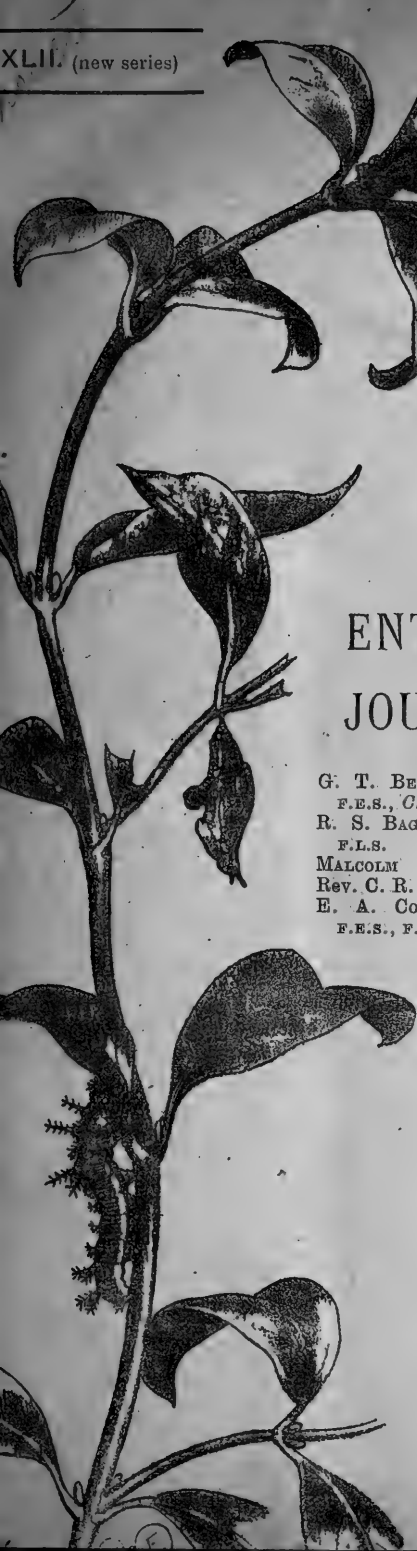 XLII. (new series)
ENT
JOU
G. T. BE
F.E.S., C.
R. S. BAG
F.L.S.
MALCOLM
Rev. C. R.
E. A. Co
F.E.S., F.